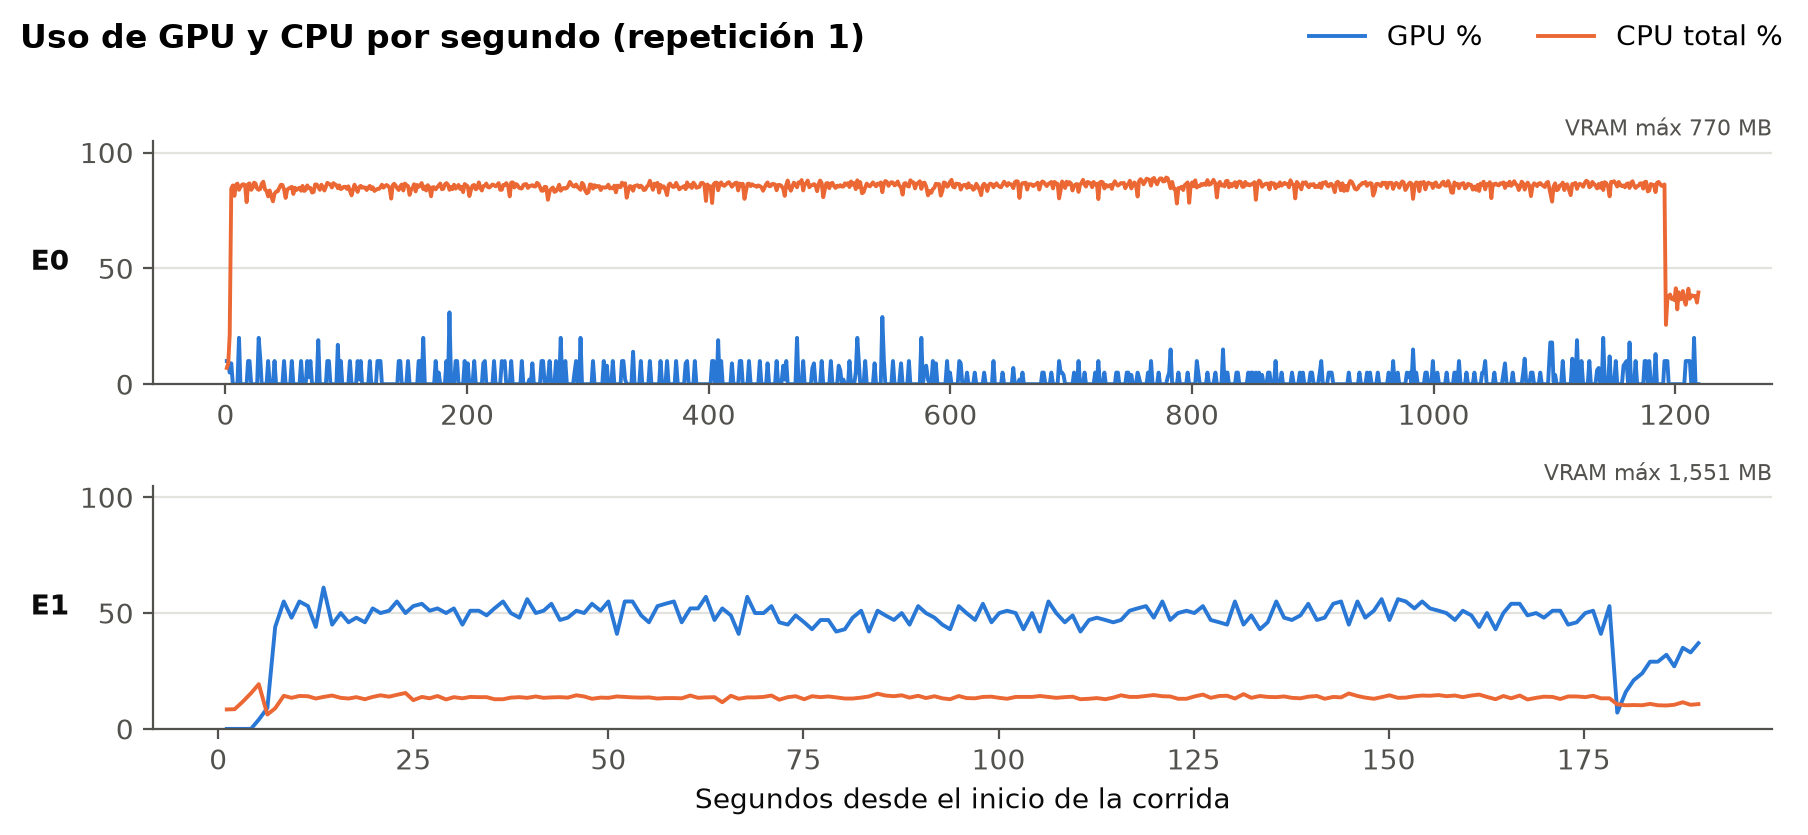 Uso de GPU y CPU por segundo (repetición 1)
GPU %
CPU total %
VRAM máx 770 MB
100
50
0
E0
0 200 400 600 800 1000 1200
VRAM máx 1,551 MB
100
50
0
E1
0 25 50 75 100 125 150 175
Segundos desde el inicio de la corrida